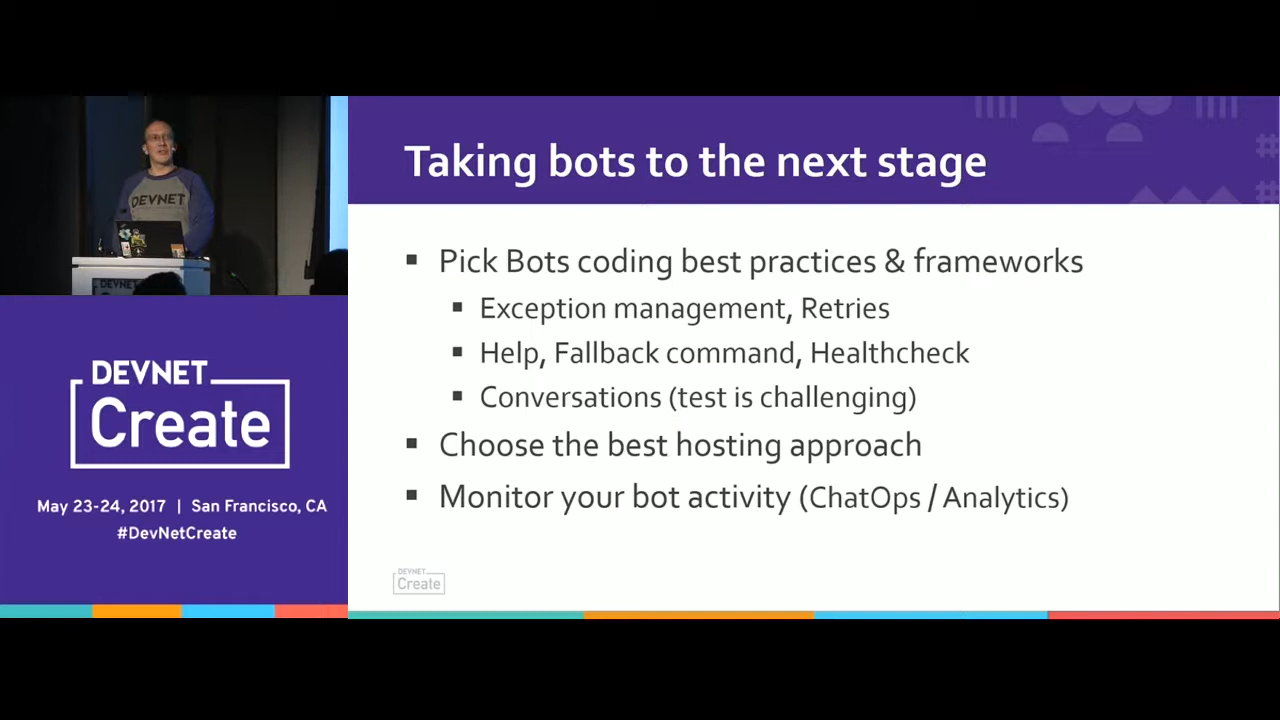 DEVNET
DEVNET
DEVNET
Create
May 23-24, 2017 | San Francisco, CA
#DevNetCreate
Taking bots to the next stage
▪ Pick Bots coding best practices & frameworks
▪ Exception management, Retries
▪ Help, Fallback command, Healthcheck
▪ Conversations (test is challenging)
▪ Choose the best hosting approach
▪ Monitor your bot activity (ChatOps / Analytics)
DEVNET
Create